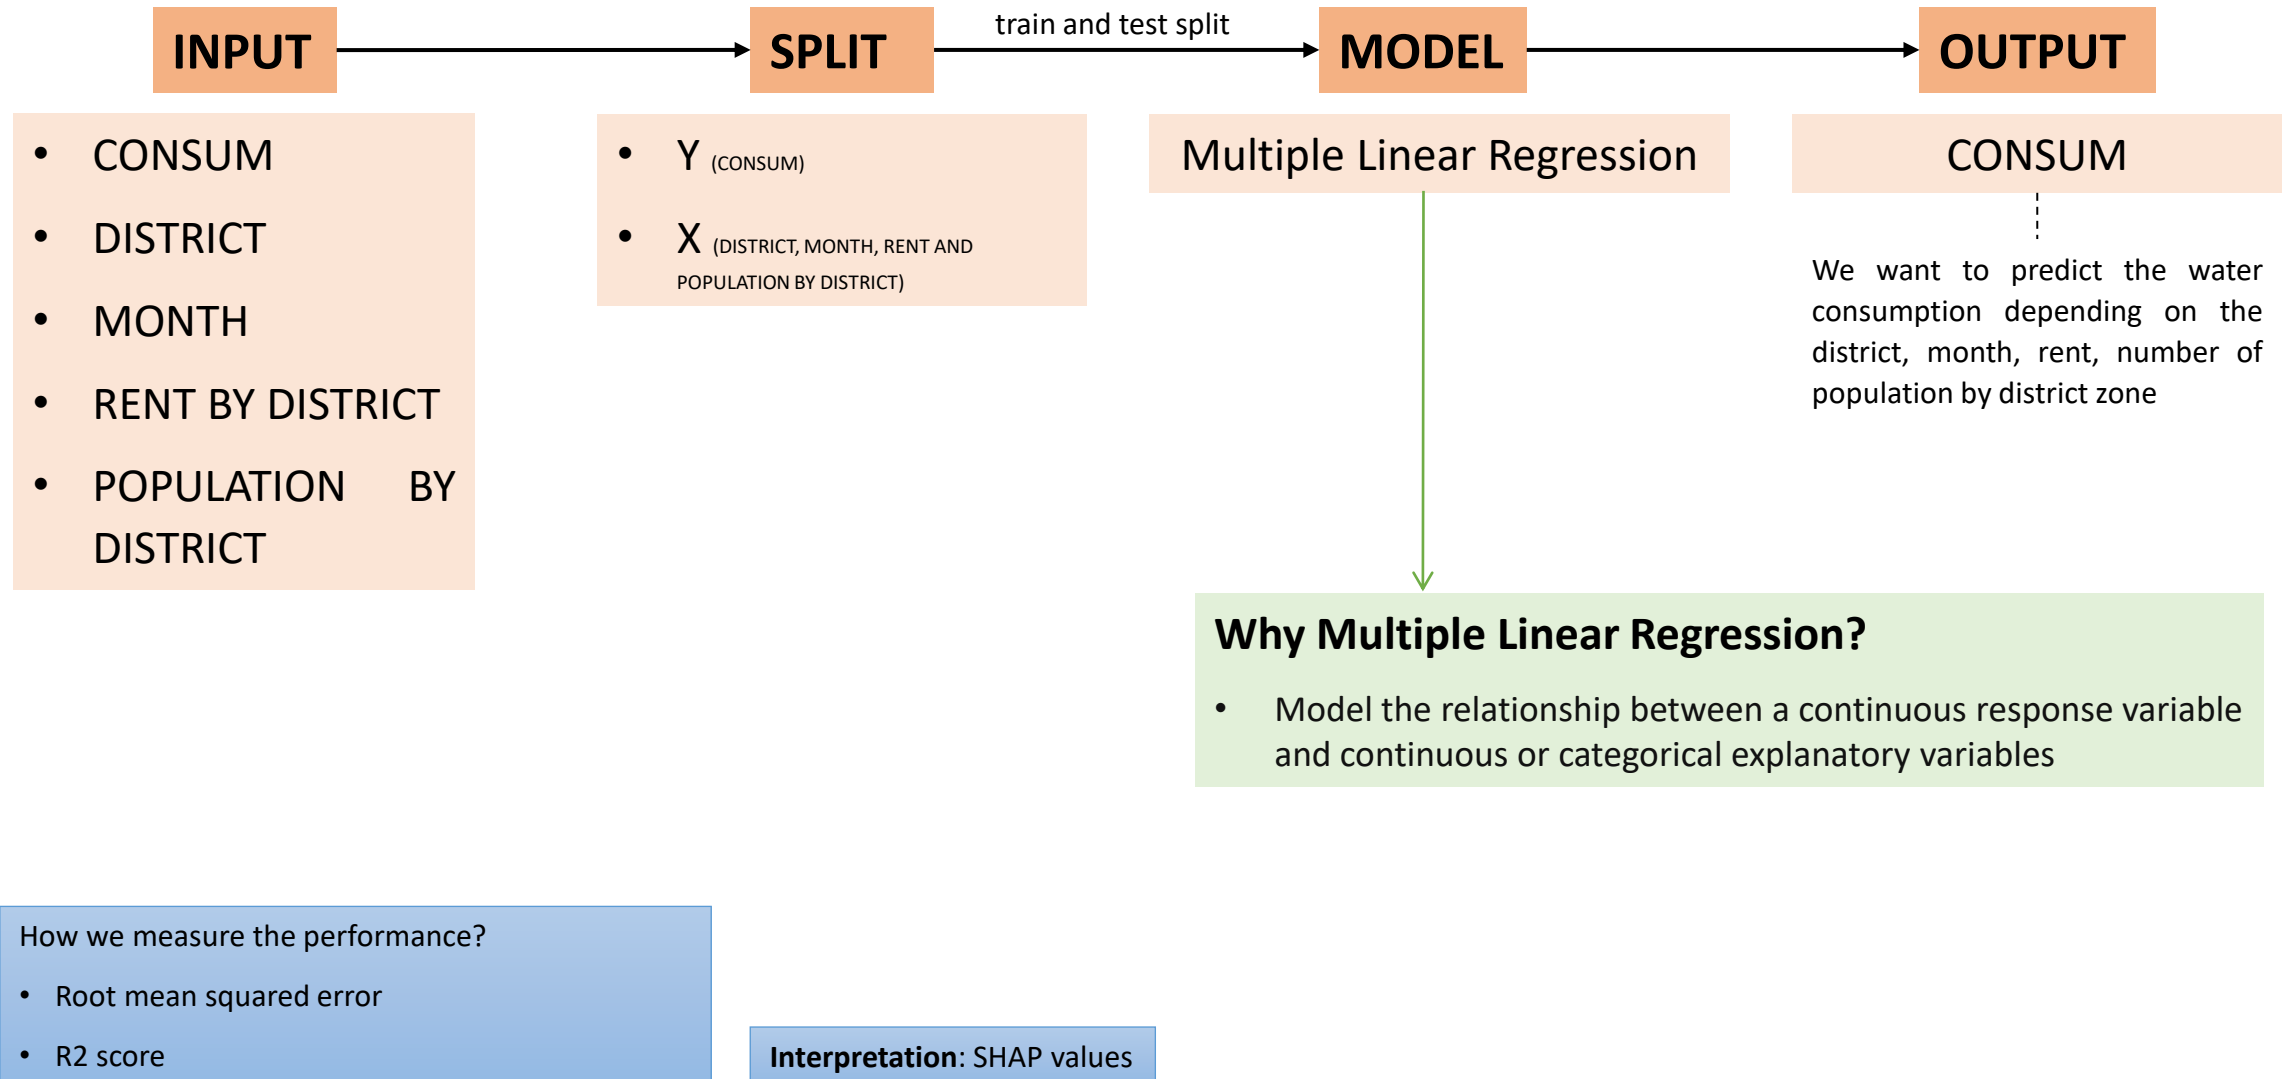 INPUT
SPLIT
train and test split
MODEL
OUTPUT
• CONSUM
• DISTRICT
• MONTH
• RENT BY DISTRICT
• POPULATION BY
DISTRICT
• Y (CONSUM)
• X (DISTRICT, MONTH, RENT AND
POPULATION BY DISTRICT)
Multiple Linear Regression
CONSUM
We want to predict the water
consumption depending on the
district, month, rent, number of
population by district zone
Why Multiple Linear Regression?
• Model the relationship between a continuous response variable
and continuous or categorical explanatory variables
How we measure the performance?
• Root mean squared error
• R2 score
Interpretation: SHAP values